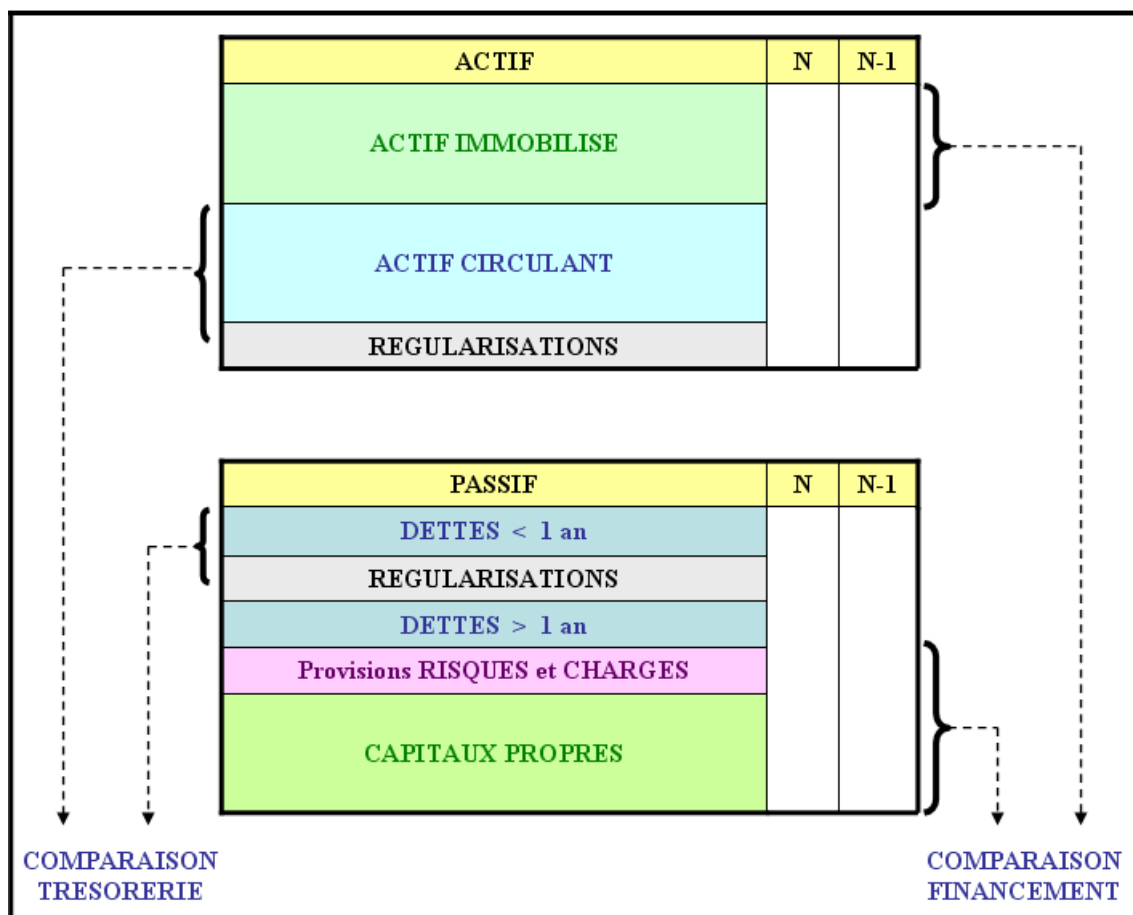 ACTIF N N-1
ACTIF IMMOBILISE
ACTIF CIRCULANT
REGULARISATIONS
PASSIF N N-1
DETTES < 1 an
REGULARISATIONS
DETTES > 1 an
Provisions RISQUES et CHARGES
CAPITAUX PROPRES
COMPARAISON
TRESORERIE
COMPARAISON
FINANCEMENT